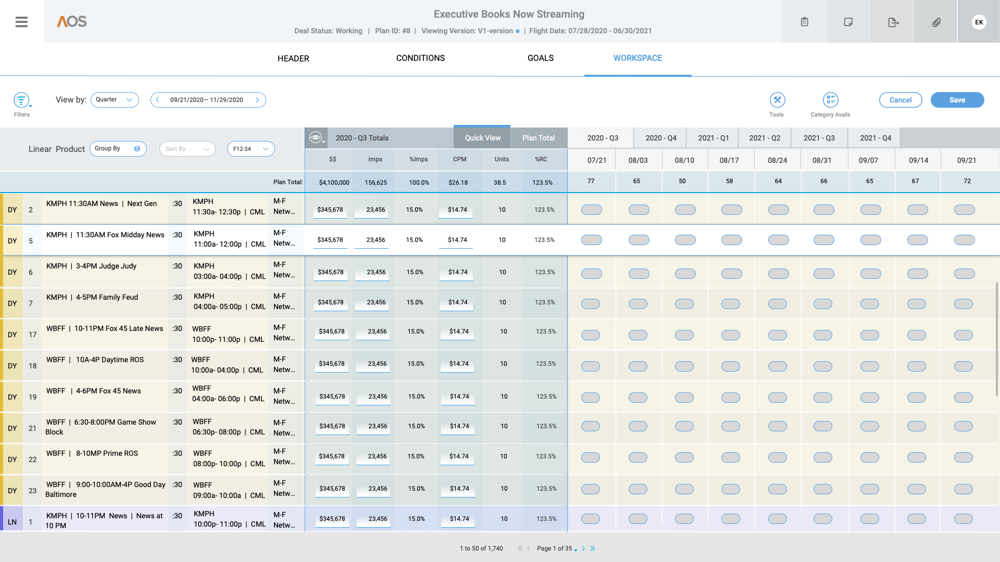 AOS
Executive Books Now Streaming
Deal Status: Working | Plan ID: #8 | Viewing Version: V1-version ★ | Flight Date: 07/28/2020 - 06/30/2021
EK
HEADER CONDITIONS GOALS WORKSPACE
Filters
View by: Quarter 09/21/2020— 11/29/2020
Tools
Category Avails
Cancel Save
Linear Product Group By Sort By F12-34
2020 - Q3 Totals Quick View Plan Total 2020 - Q3 2020 - Q4 2021 - Q1 2021 - Q2 2021 - Q3 2021 - Q4
$$ Imps %Imps CPM Units %RC 07/21 08/03 08/10 08/17 08/24 08/31 09/07 09/14 09/21
Plan Total: $4,100,000 156,625 100.0% $26.18 38.5 123.5% 77 65 50 58 64 66 65 67 72
DY 2 KMPH 11:30AM News | Next Gen :30 KMPH M-F
11:30a- 12:30p | CML Netw... $345,678 23,456 15.0% $14.74 10 123.5%
DY 5 KMPH | 11:30AM Fox Midday News :30 KMPH M-F
11:00a- 12:00p | CML Netw... $345,678 23,456 15.0% $14.74 10 123.5%
DY 6 KMPH | 3-4PM Judge Judy :30 KMPH M-F
03:00a- 04:00p | CML Netw... $345,678 23,456 15.0% $14.74 10 123.5%
DY 7 KMPH | 4-5PM Family Feud :30 KMPH M-F
04:00a- 05:00p | CML Netw... $345,678 23,456 15.0% $14.74 10 123.5%
DY 17 WBFF | 10-11PM Fox 45 Late News :30 WBFF M-F
10:00p- 11:00p | CML Netw... $345,678 23,456 15.0% $14.74 10 123.5%
DY 18 WBFF | 10A-4P Daytime ROS :30 WBFF M-F
10:00a- 04:00p | CML Netw... $345,678 23,456 15.0% $14.74 10 123.5%
DY 19 WBFF | 4-6PM Fox 45 News :30 WBFF M-F
04:00a- 06:00p | CML Netw... $345,678 23,456 15.0% $14.74 10 123.5%
DY 21 WBFF | 6:30-8:00PM Game Show :30 WBFF M-F
Block 06:30p- 08:00p | CML Netw... $345,678 23,456 15.0% $14.74 10 123.5%
DY 22 WBFF | 8-10MP Prime ROS :30 WBFF M-F
08:00p- 10:00p | CML Netw... $345,678 23,456 15.0% $14.74 10 123.5%
DY 23 WBFF | 9:00-10:00AM-4P Good Day :30 WBFF M-F
Baltimore 09:00a- 10:00a | CML Netw... $345,678 23,456 15.0% $14.74 10 123.5%
LN 1 KMPH | 10-11PM News | News at :30 KMPH M-F
10 PM 10:00p- 11:00p | CML Netw... $345,678 23,456 15.0% $14.74 10 123.5%
1 to 50 of 1,740 Page 1 of 35